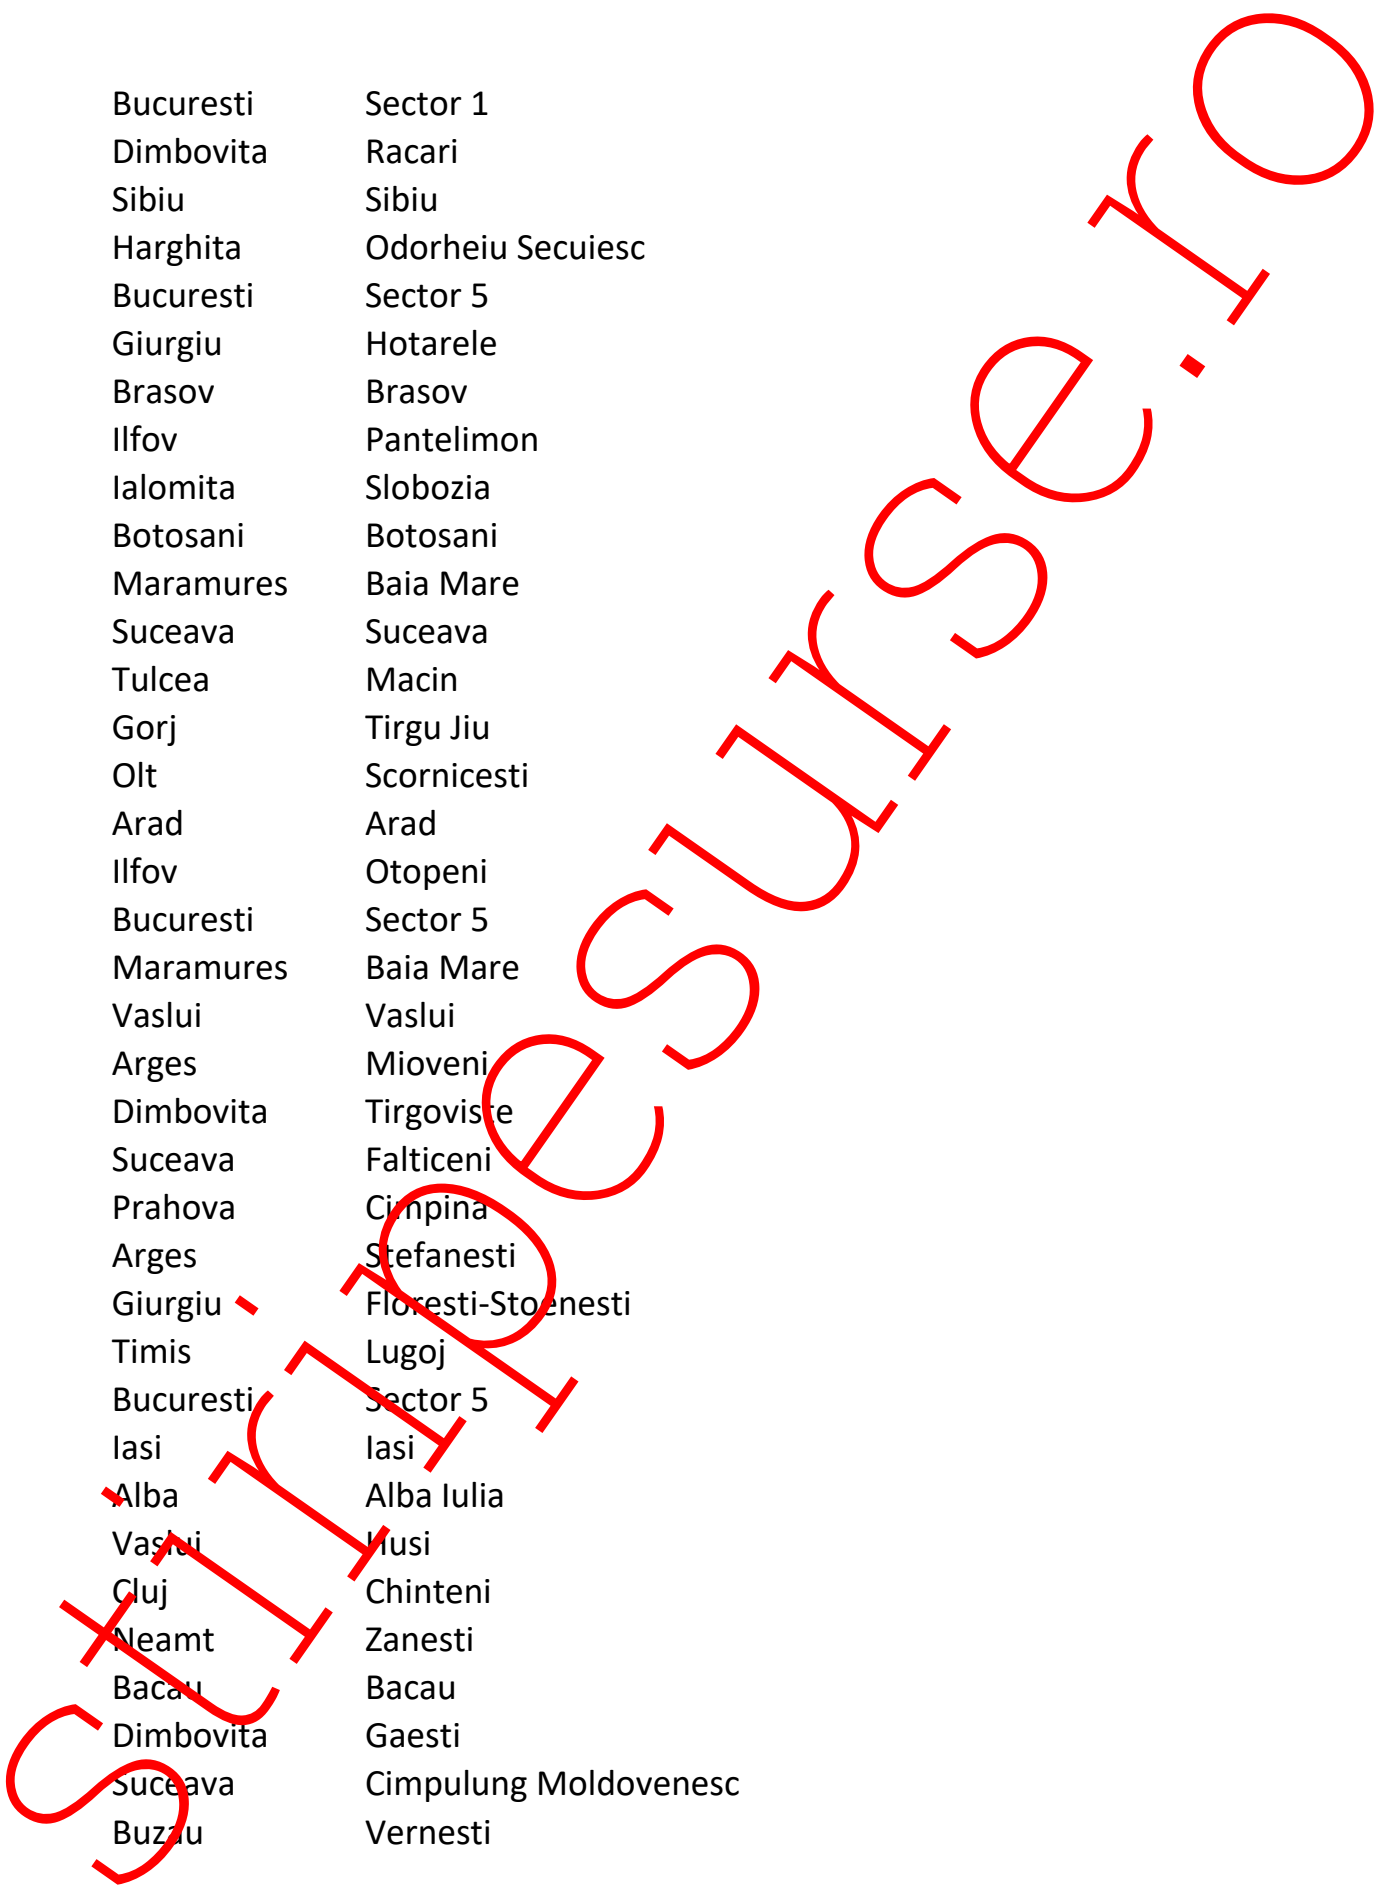 Bucuresti Sector 1
Dimbovita Racari
Sibiu Sibiu
Harghita Odorheiu Secuiesc
Bucuresti Sector 5
Giurgiu Hotarele
Brasov Brasov
Ilfov Pantelimon
Ialomita Slobozia
Botosani Botosani
Maramures Baia Mare
Suceava Suceava
Tulcea Macin
Gorj Tirgu Jiu
Olt Scornicesti
Arad Arad
Ilfov Otopeni
Bucuresti Sector 5
Maramures Baia Mare
Vaslui Vaslui
Arges Mioveni
Dimbovita Tirgoviste
Suceava Falticeni
Prahova Cimpina
Arges Stefanesti
Giurgiu Floresti-Stoenesti
Timis Lugoj
Bucuresti Sector 5
Iasi Iasi
Alba Alba Iulia
Vaslui Husi
Cluj Chinteni
Neamt Zanesti
Bacau Bacau
Dimbovita Gaesti
Suceava Cimpulung Moldovenesc
Buzau Vernesti
stiripesurse.ro